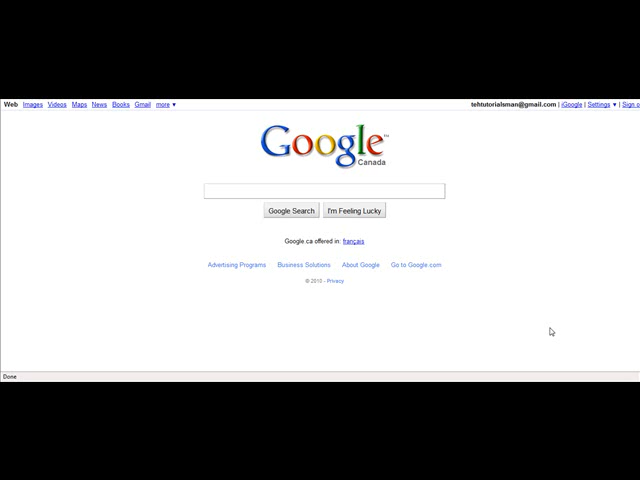 Web Images Videos Maps News Books Gmail more ▼
tehtutorialsman@gmail.com | iGoogle | Settings ▼ | Sign o
Google™
Canada
Google Search I'm Feeling Lucky
Google.ca offered in: français
Advertising Programs Business Solutions About Google Go to Google.com
© 2010 - Privacy
Done